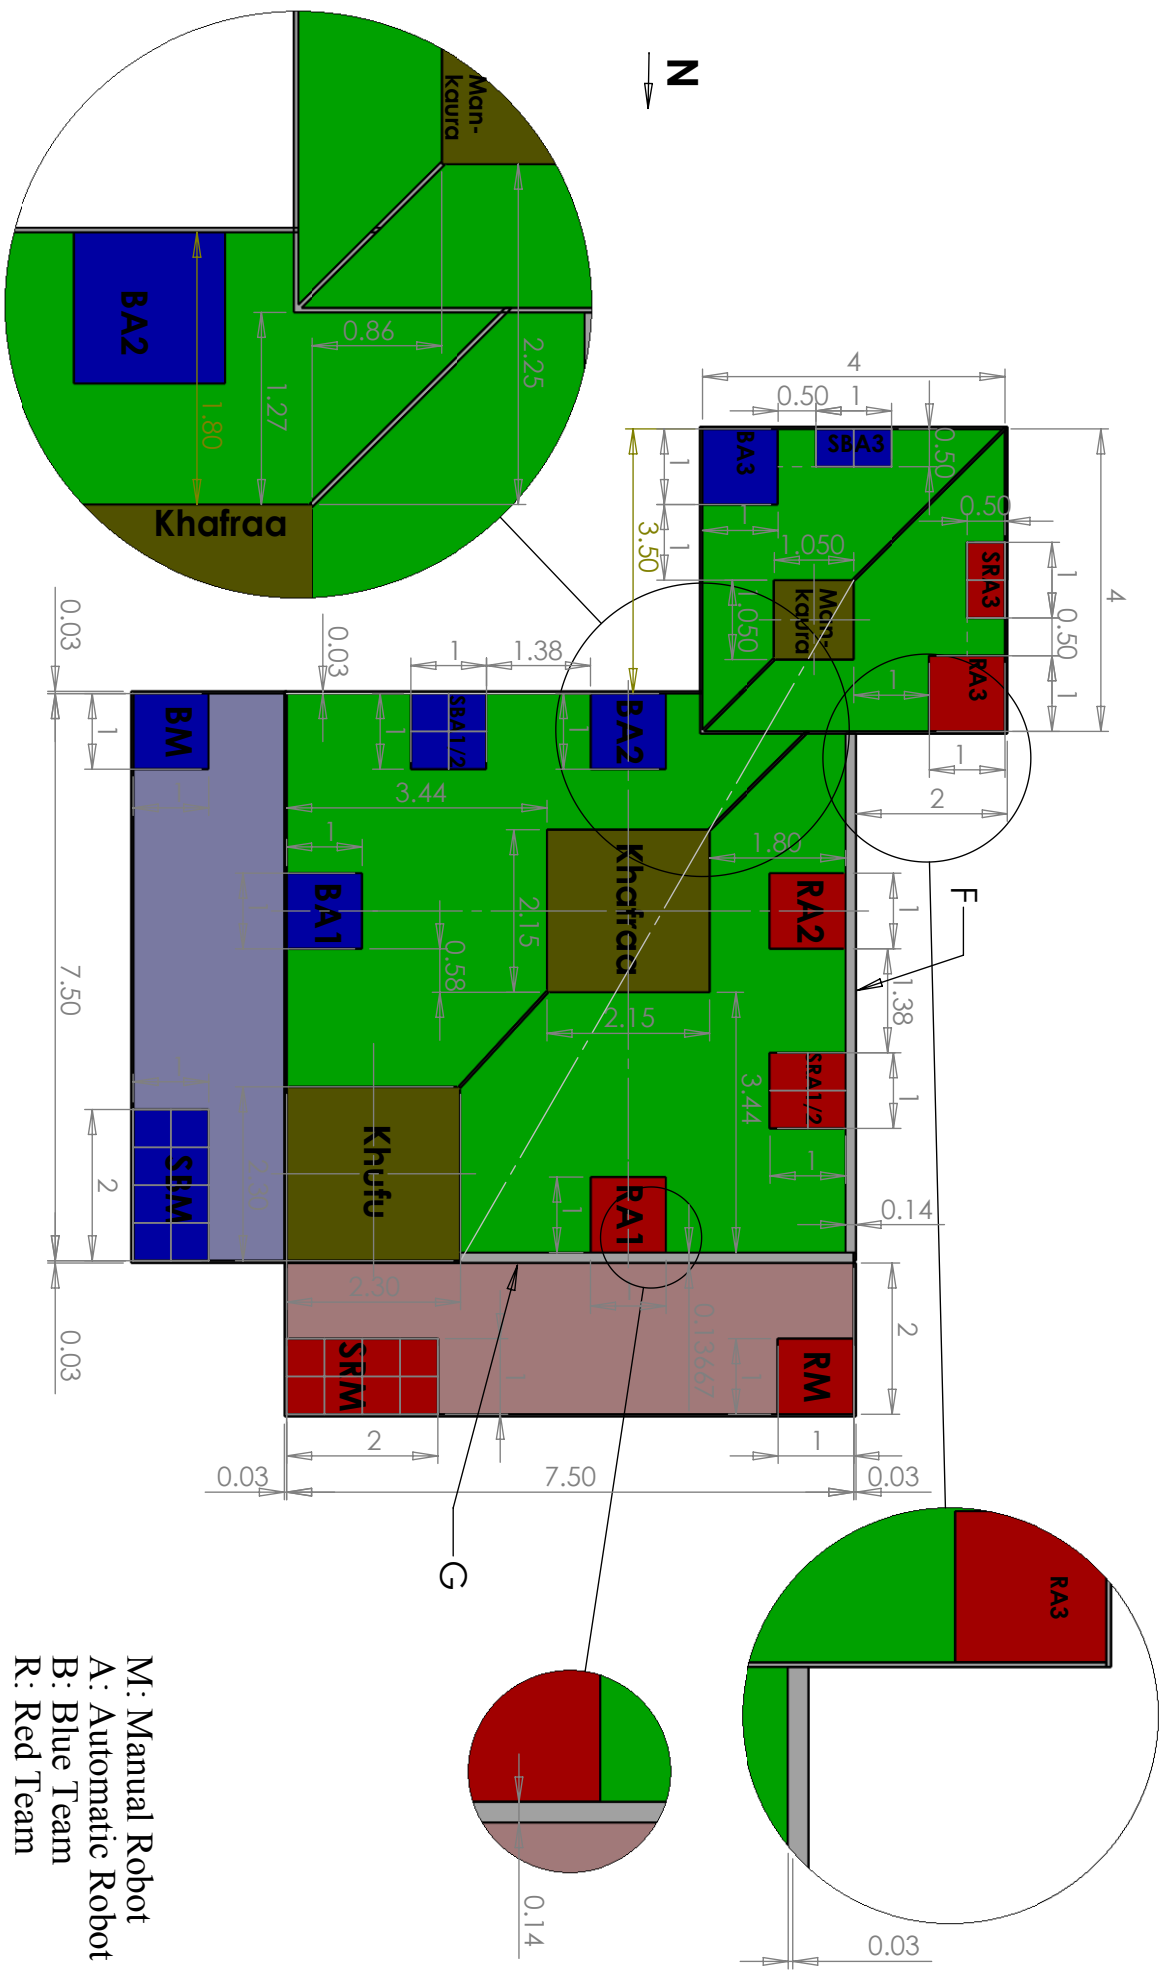 N
Man-
kaura
0.86
2.25
1.27
1.80
BA2
Khafraa
4
0.50
1
BA3
SBA3
0.50
0.50
4
SRA3
1
0.50
1
RA3
1
1
1
3.50
1.050
1.050
Man-
kaura
1
1
2
0.03
0.03
1
1.38
BM
1
SBA1/2
1
BA2
1
3.44
1.80
1
BA1
Khafraa
2.15
0.58
2.15
RA2
1
F
1.38
SRA1/2
1
1
3.44
7.50
Khufu
SBM
2
RA1
1
0.14
2.30
0.13667
2
0.03
SRM
1
RM
1
2
1
0.03
7.50
0.03
G
RA3
0.03
0.14
M: Manual Robot
A: Automatic Robot
B: Blue Team
R: Red Team